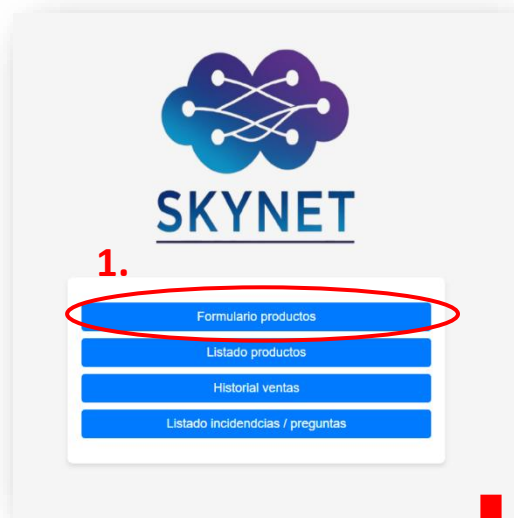 SKYNET
1.
Formulario productos
Listado productos
Historial ventas
Listado incidendcias / preguntas